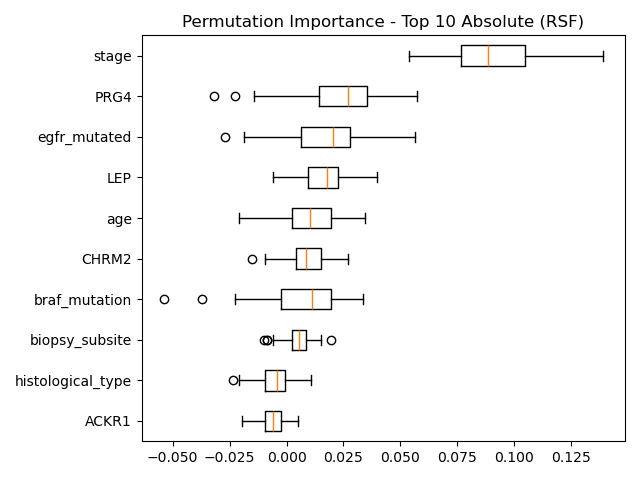 Permutation Importance - Top 10 Absolute (RSF)
stage
PRG4
egfr_mutated
LEP
age
CHRM2
braf_mutation
biopsy_subsite
histological_type
ACKR1
−0.050 −0.025 0.000 0.025 0.050 0.075 0.100 0.125